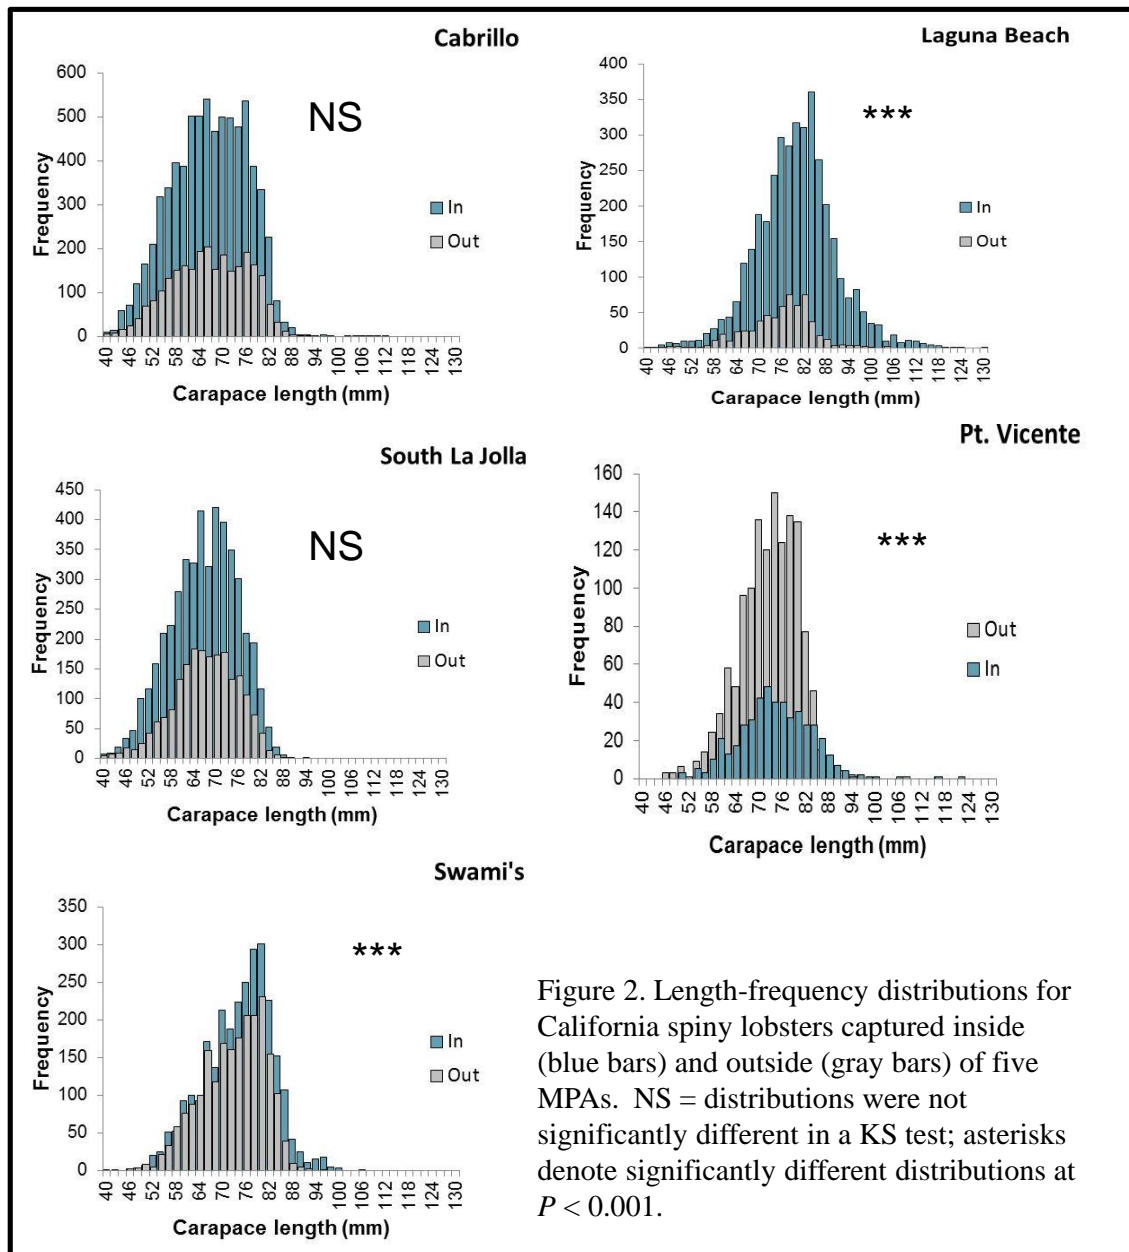 Cabrillo
600
500
400
300
200
100
0
Frequency
NS
In
Out
40 46 52 58 64 70 76 82 88 94 100 106 112 118 124 130
Carapace length (mm)
Laguna Beach
400
350
300
250
200
150
100
50
0
Frequency
***
In
Out
40 46 52 58 64 70 76 82 88 94 100 106 112 118 124 130
Carapace length (mm)
South La Jolla
450
400
350
300
250
200
150
100
50
0
Frequency
NS
In
Out
40 46 52 58 64 70 76 82 88 94 100 106 112 118 124 130
Carapace length (mm)
Pt. Vicente
160
140
120
100
80
60
40
20
0
Frequency
***
Out
In
40 46 52 58 64 70 76 82 88 94 100 106 112 118 124 130
Carapace length (mm)
Swami's
350
300
250
200
150
100
50
0
Frequency
***
In
Out
40 46 52 58 64 70 76 82 88 94 100 106 112 118 124 130
Carapace length (mm)
Figure 2. Length-frequency distributions for
California spiny lobsters captured inside
(blue bars) and outside (gray bars) of five
MPAs. NS = distributions were not
significantly different in a KS test; asterisks
denote significantly different distributions at
P < 0.001.